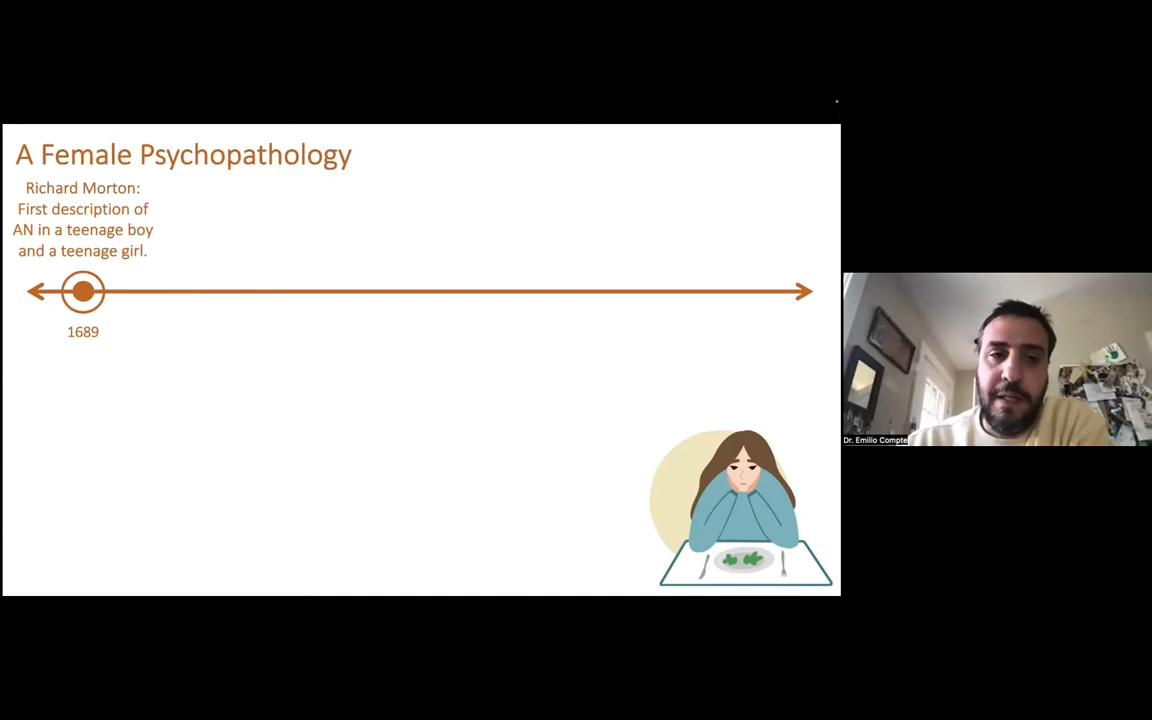 A Female Psychopathology
Richard Morton:
First description of
AN in a teenage boy
and a teenage girl.
1689
Dr. Emilio Compte